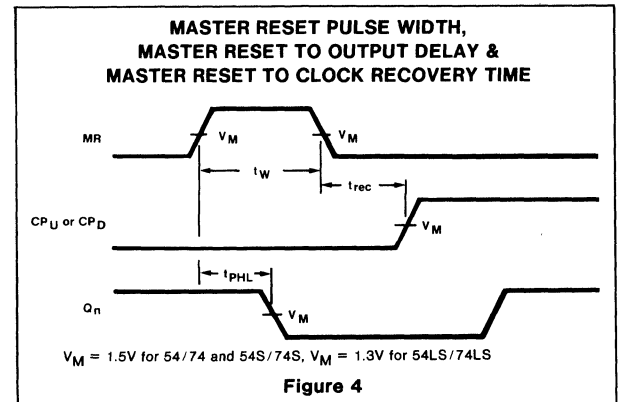 MASTER RESET PULSE WIDTH,
MASTER RESET TO OUTPUT DELAY &
MASTER RESET TO CLOCK RECOVERY TIME
MR
VM
VM
tW
trec
CPU or CPD
VM
tPHL
Qn
VM
VM = 1.5V for 54/74 and 54S/74S, VM = 1.3V for 54LS/74LS
Figure 4